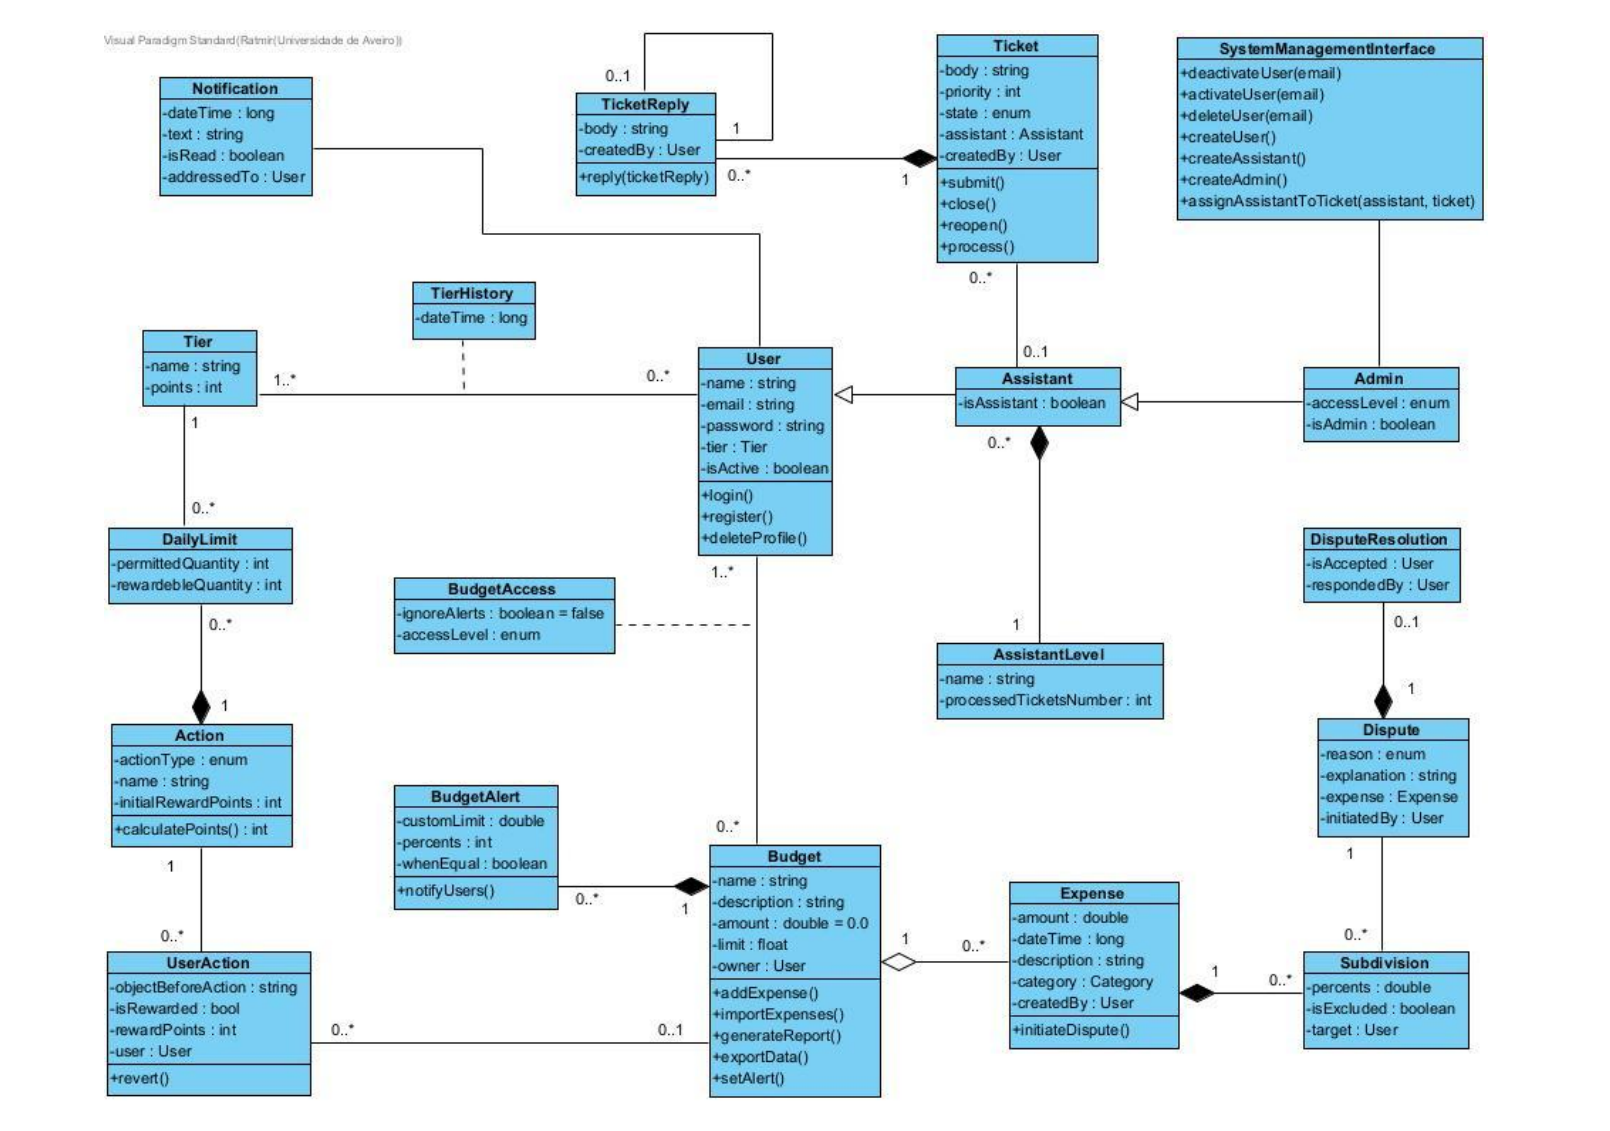 Visual Paradigm Standard(Ratmir(Universidade de Aveiro))
Notification
-dateTime : long
-text : string
-isRead : boolean
-addressedTo : User
0..1
TicketReply
-body : string
-createdBy : User
+reply(ticketReply)
1
0..*
1
Ticket
-body : string
-priority : int
-state : enum
-assistant : Assistant
-createdBy : User
+submit()
+close()
+reopen()
+process()
0..*
0..1
SystemManagementInterface
+deactivateUser(email)
+activateUser(email)
+deleteUser(email)
+createUser()
+createAssistant()
+createAdmin()
+assignAssistantToTicket(assistant, ticket)
TierHistory
-dateTime : long
Tier
-name : string
-points : int
1..*
0..*
1
0..*
User
-name : string
-email : string
-password : string
-tier : Tier
-isActive : boolean
+login()
+register()
+deleteProfile()
1..*
Assistant
-isAssistant : boolean
0..*
1
Admin
-accessLevel : enum
-isAdmin : boolean
DailyLimit
-permittedQuantity : int
-rewardebleQuantity : int
0..*
1
BudgetAccess
-ignoreAlerts : boolean = false
-accessLevel : enum
AssistantLevel
-name : string
-processedTicketsNumber : int
DisputeResolution
-isAccepted : User
-respondedBy : User
0..1
1
Action
-actionType : enum
-name : string
-initialRewardPoints : int
+calculatePoints() : int
1
0..*
BudgetAlert
-customLimit : double
-percents : int
-whenEqual : boolean
+notifyUsers()
0..*
1
0..*
Budget
-name : string
-description : string
-amount : double = 0.0
-limit : float
-owner : User
+addExpense()
+importExpenses()
+generateReport()
+exportData()
+setAlert()
1
0..*
Expense
-amount : double
-dateTime : long
-description : string
-category : Category
-createdBy : User
+initiateDispute()
1
0..*
Dispute
-reason : enum
-explanation : string
-expense : Expense
-initiatedBy : User
1
0..*
Subdivision
-percents : double
-isExcluded : boolean
-target : User
UserAction
-objectBeforeAction : string
-isRewarded : bool
-rewardPoints : int
-user : User
+revert()
0..*
0..1